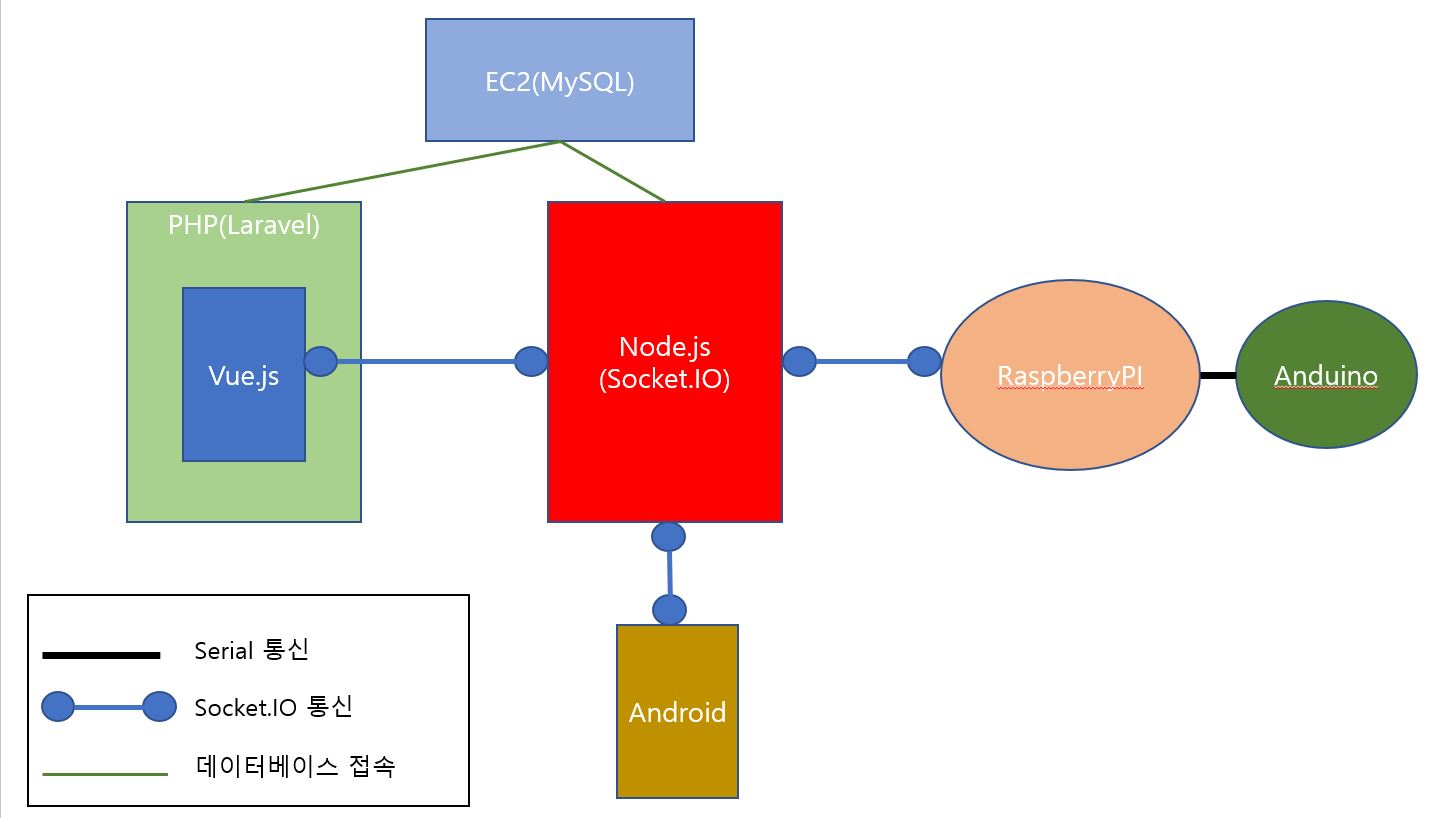 EC2(MySQL)
PHP(Laravel)
Vue.js
Node.js
(Socket.IO)
RaspberryPI
Anduino
Android
Serial 통신
Socket.IO 통신
데이터베이스 접속